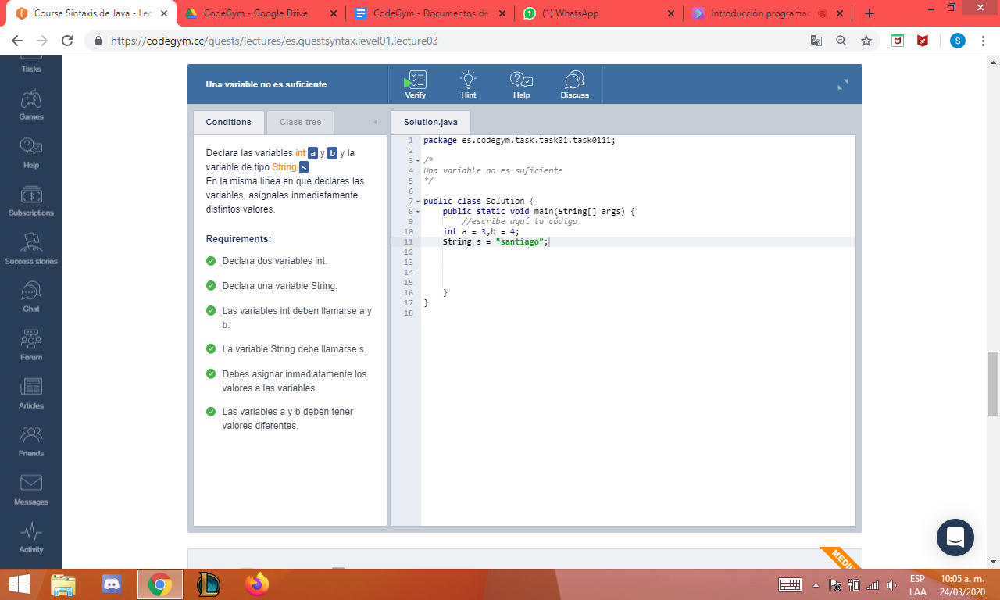 Course Sintaxis de Java - Lec
CodeGym - Google Drive
CodeGym - Documentos de
(1) WhatsApp
Introducción programac
https://codegym.cc/quests/lectures/es.questsyntax.level01.lecture03
S
Tasks
Games
Help
Subscriptions
Success stories
Chat
Forum
Articles
Friends
Messages
Activity
Una variable no es suficiente
Verify
Hint
Help
Discuss
Conditions
Class tree
Solution.java
Declara las variables int a y b y la
variable de tipo String s.
En la misma línea en que declares las
variables, asígnales inmediatamente
distintos valores.
Requirements:
Declara dos variables int.
Declara una variable String.
Las variables int deben llamarse a y
b.
La variable String debe llamarse s.
Debes asignar inmediatamente los
valores a las variables.
Las variables a y b deben tener
valores diferentes.
1 package es.codegym.task.task01.task0111;
2
3 /*
4 Una variable no es suficiente
5 */
6
7 public class Solution {
8 public static void main(String[] args) {
9 //escribe aquí tu código
10 int a = 3,b = 4;
11 String s = "santiago";
12
13
14
15
16 }
17 }
18
MEDIU
ESP
LAA
10:05 a. m.
24/03/2020